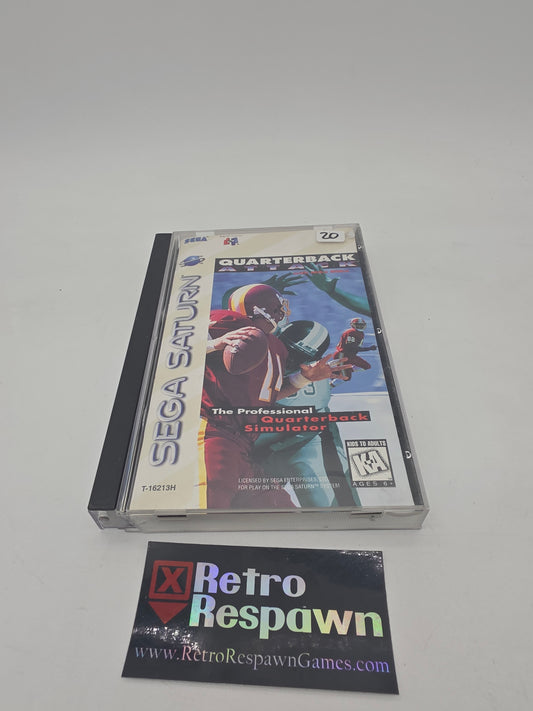 SEGA
20
QUARTERBACK
ATTACK
SEGA SATURN
The Professional
Quarterback
Simulator
KIDS TO ADULTS
KA
AGES 6+
LICENSED BY SEGA ENTERPRISES, LTD.
FOR PLAY ON THE SEGA SATURN SYSTEM.
T-16213H
X Retro
Respawn
www.RetroRespawnGames.com